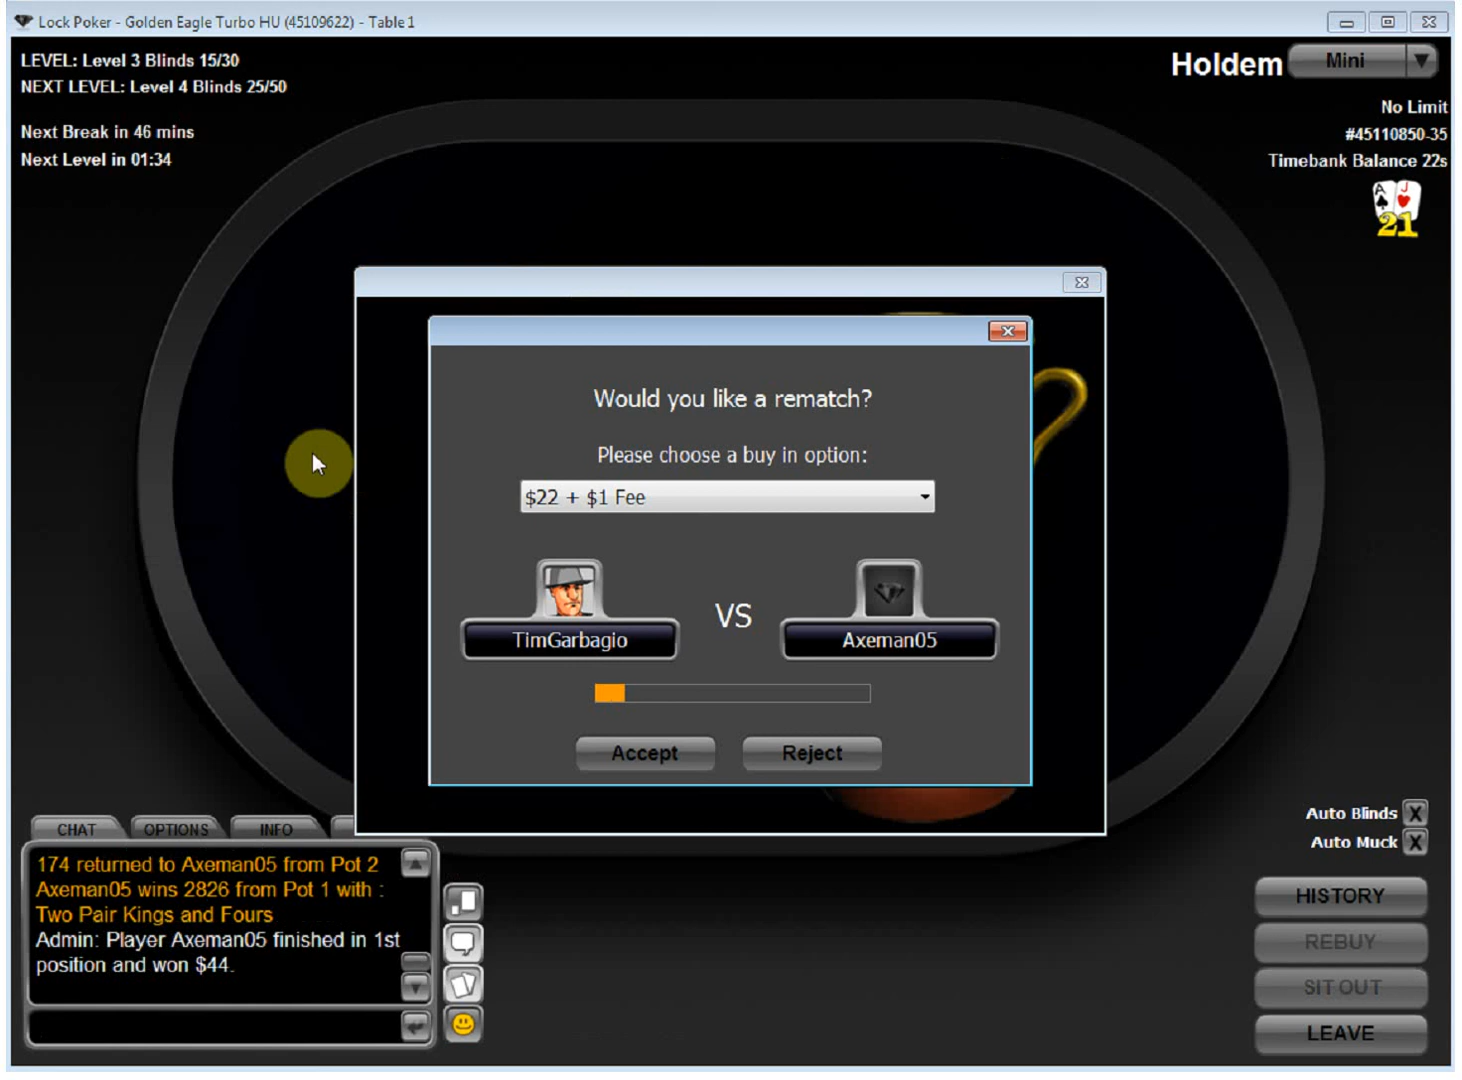 Lock Poker - Golden Eagle Turbo HU (45109622) - Table 1
LEVEL: Level 3 Blinds 15/30
NEXT LEVEL: Level 4 Blinds 25/50
Next Break in 46 mins
Next Level in 01:34
Holdem
Mini
No Limit
#45110850-35
Timebank Balance 22s
A J
21
Would you like a rematch?
Please choose a buy in option:
$22 + $1 Fee
TimGarbagio
VS
Axeman05
Accept
Reject
Auto Blinds X
Auto Muck X
CHAT
OPTIONS
INFO
174 returned to Axeman05 from Pot 2
Axeman05 wins 2826 from Pot 1 with :
Two Pair Kings and Fours
Admin: Player Axeman05 finished in 1st
position and won $44.
HISTORY
REBUY
SIT OUT
LEAVE